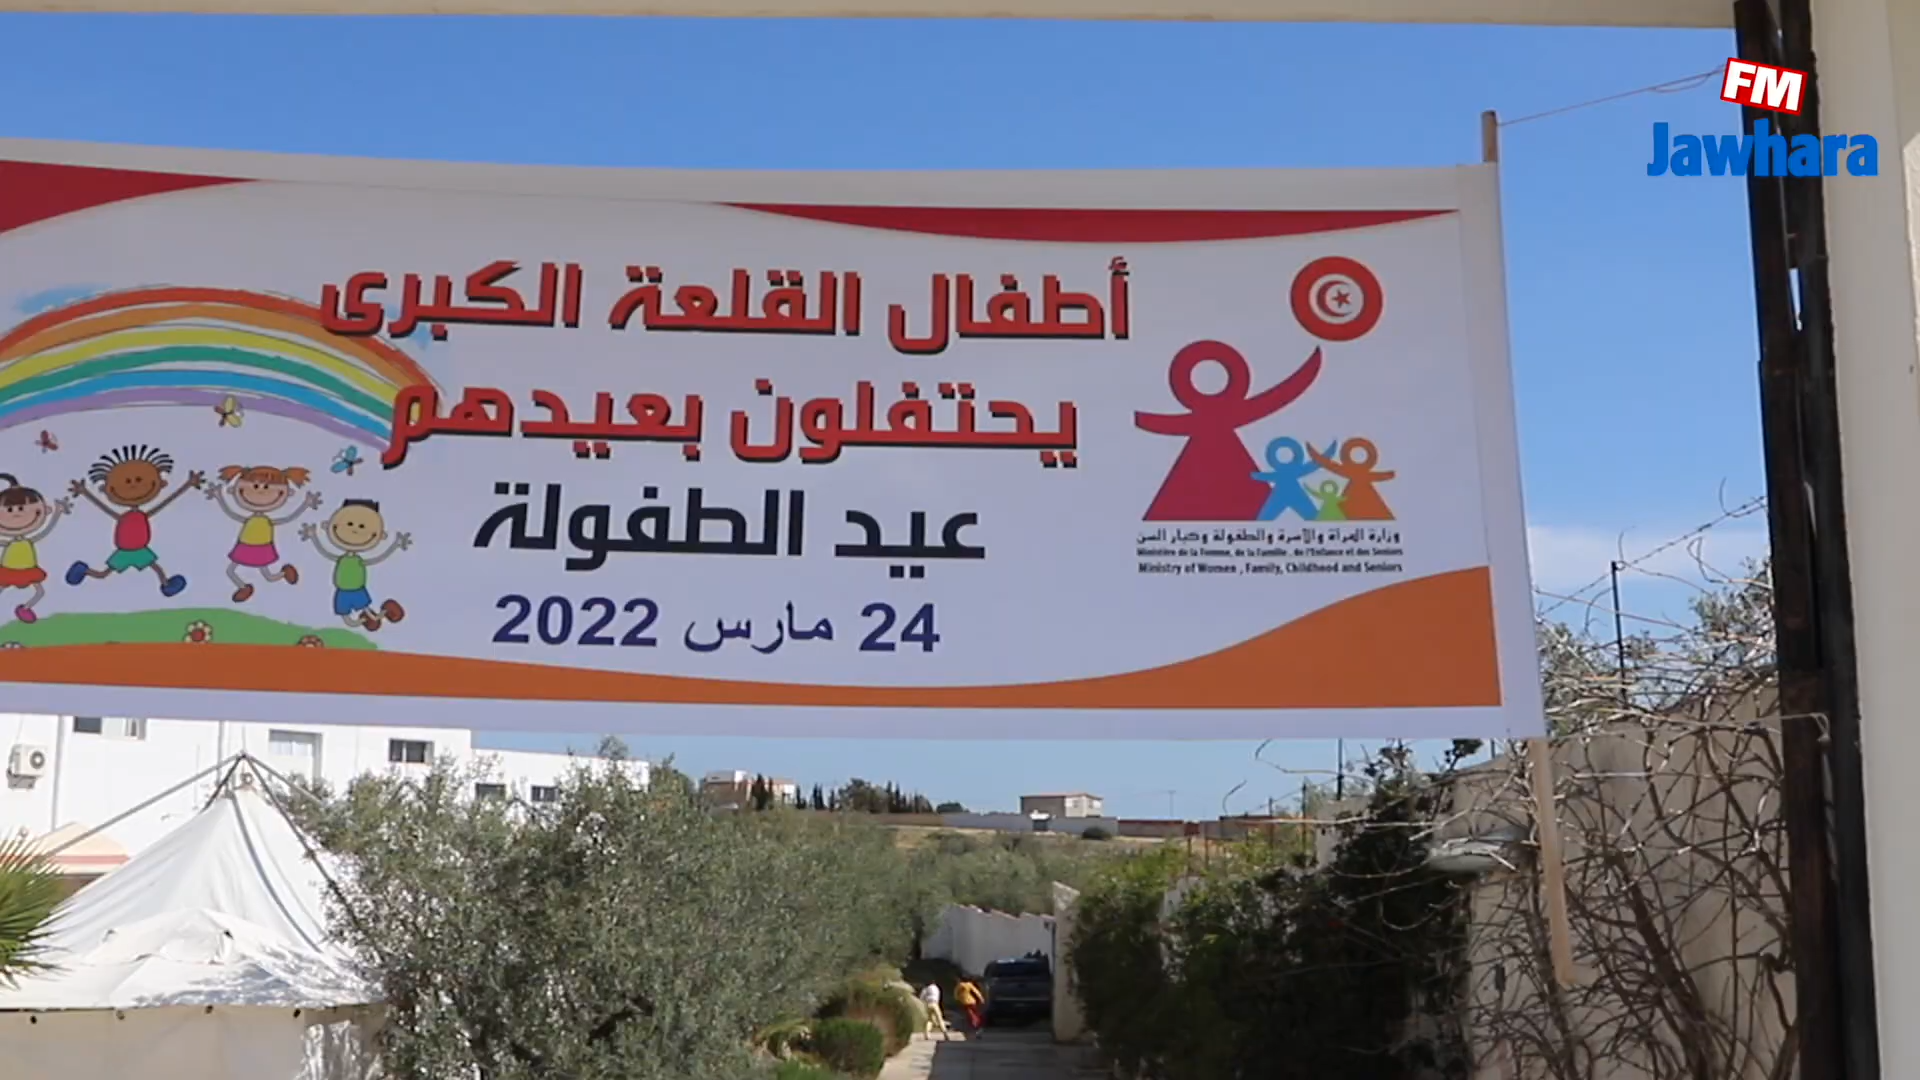 FM
Jawhara
أطفال القلعة الكبرى
يحتفلون بعيدهم
عيد الطفولة
24 مارس 2022
وزارة المرأة والأسرة والطفولة وكبار السن
Ministère de la Femme, de la Famille , de l'Enfance et des Seniors
Ministry of Women , Family, Childhood and Seniors